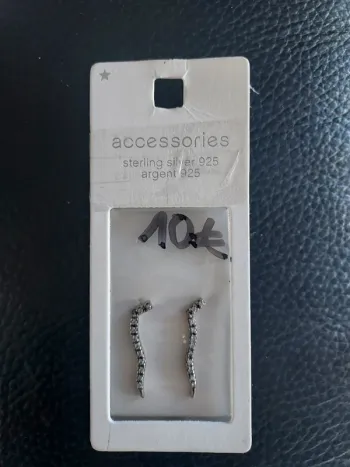 accessories
sterling silver 925
argent 925
10€